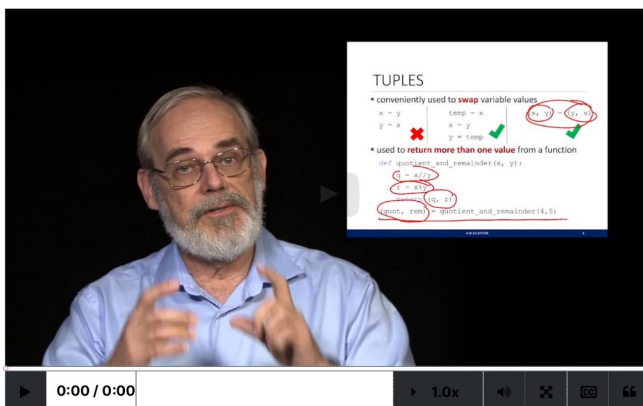 TUPLES
▪ conveniently used to swap variable values
x = y
y = x
temp = x
x = y
y = temp
(x, y) = (y, x)
▪ used to return more than one value from a function
def quotient_and_remainder(x, y):
q = x//y
r = x%y
return (q, r)
(quot, rem) = quotient_and_remainder(4,5)
0:00 / 0:00
1.0x
CC